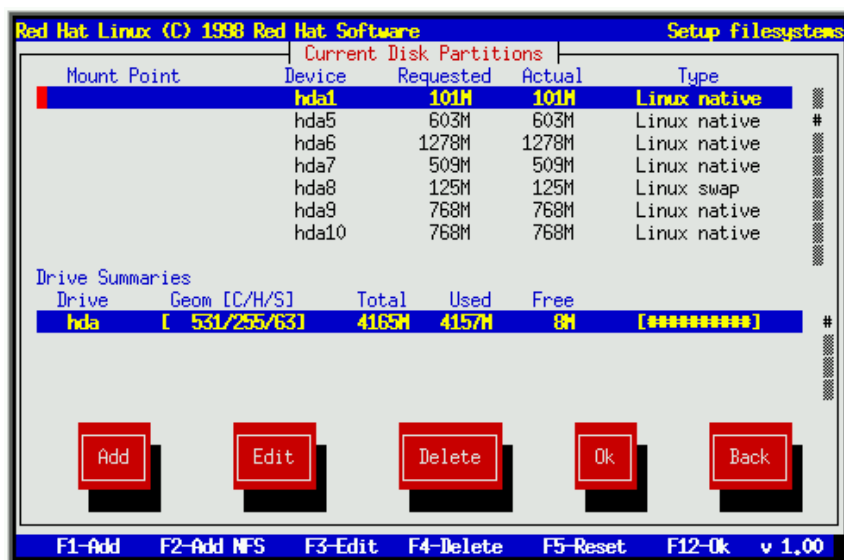 Red Hat Linux (C) 1998 Red Hat Software Setup filesystems
Current Disk Partitions
Mount Point Device Requested Actual Type
hda1 101M 101M Linux native
hda5 603M 603M Linux native #
hda6 1278M 1278M Linux native
hda7 509M 509M Linux native
hda8 125M 125M Linux swap
hda9 768M 768M Linux native
hda10 768M 768M Linux native
Drive Summaries
Drive Geom [C/H/S] Total Used Free
hda [ 531/255/63] 4165M 4157M 8M [##########] #
Add Edit Delete Ok Back
F1-Add F2-Add NFS F3-Edit F4-Delete F5-Reset F12-Ok v 1.00